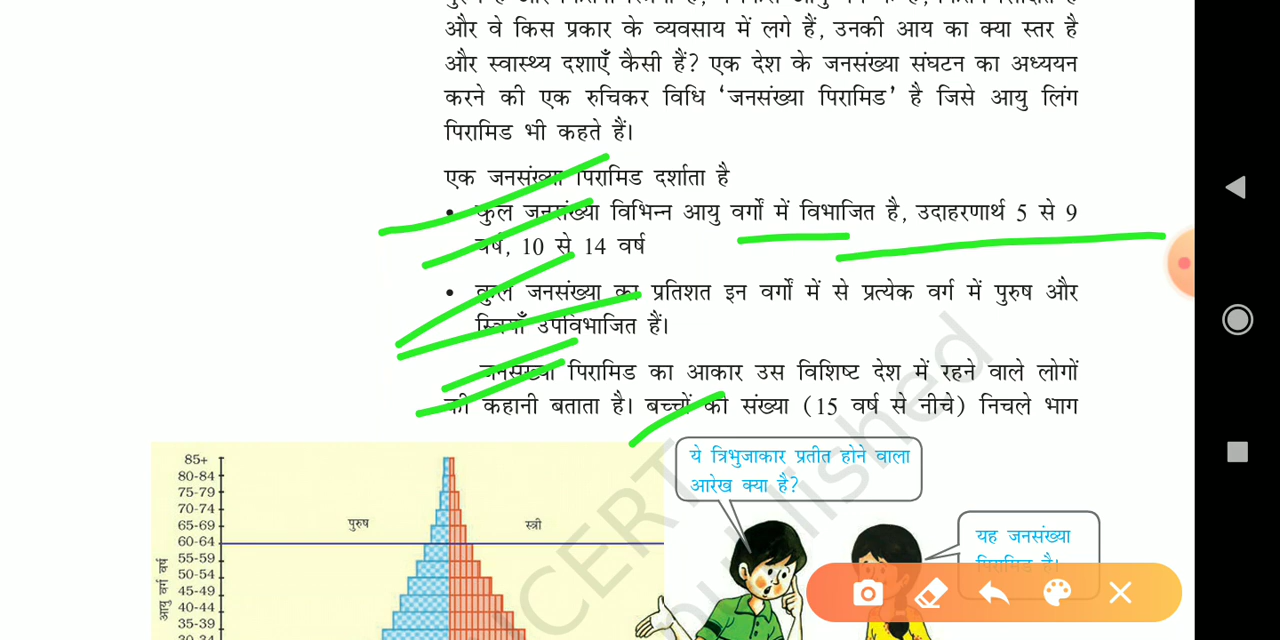 और वे किस प्रकार के व्यवसाय में लगे हैं, उनकी आय का क्या स्तर है
और स्वास्थ्य दशाएँ कैसी हैं? एक देश के जनसंख्या संघटन का अध्ययन
करने की एक रुचिकर विधि ‘जनसंख्या पिरामिड’ है जिसे आयु लिंग
पिरामिड भी कहते हैं।
एक जनसंख्या पिरामिड दर्शाता है
• कुल जनसंख्या विभिन्न आयु वर्गों में विभाजित है, उदाहरणार्थ 5 से 9
वर्ष, 10 से 14 वर्ष
• कुल जनसंख्या का प्रतिशत इन वर्गों में से प्रत्येक वर्ग में पुरुष और
स्त्रियाँ उपविभाजित हैं।
जनसंख्या पिरामिड का आकार उस विशिष्ट देश में रहने वाले लोगों
की कहानी बताता है। बच्चों की संख्या (15 वर्ष से नीचे) निचले भाग
ये त्रिभुजाकार प्रतीत होने वाला
आरेख क्या है?
यह जनसंख्या
पिरामिड है।
85+
80-84
75-79
70-74
65-69
60-64
55-59
50-54
45-49
40-44
35-39
30-34
पुरुष
स्त्री
आयु वर्ग वर्ष